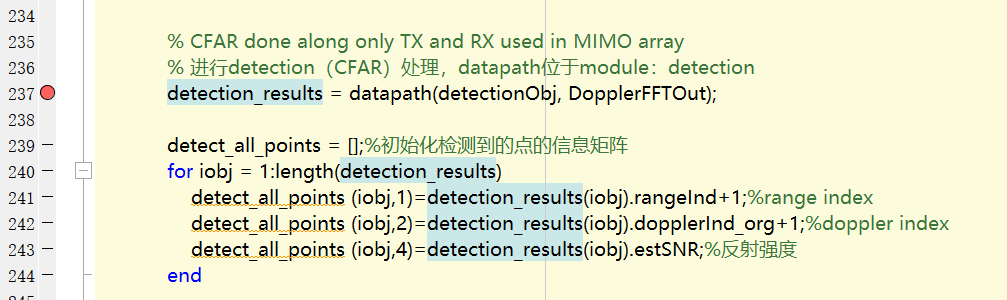 234
235 % CFAR done along only TX and RX used in MIMO array
236 % 进行detection（CFAR）处理，datapath位于module：detection
237 detection_results = datapath(detectionObj, DopplerFFTOut);
238
239 detect_all_points = [];%初始化检测到的点的信息矩阵
240 for iobj = 1:length(detection_results)
241 detect_all_points (iobj,1)=detection_results(iobj).rangeInd+1;%range index
242 detect_all_points (iobj,2)=detection_results(iobj).dopplerInd_org+1;%doppler index
243 detect_all_points (iobj,4)=detection_results(iobj).estSNR;%反射强度
244 end